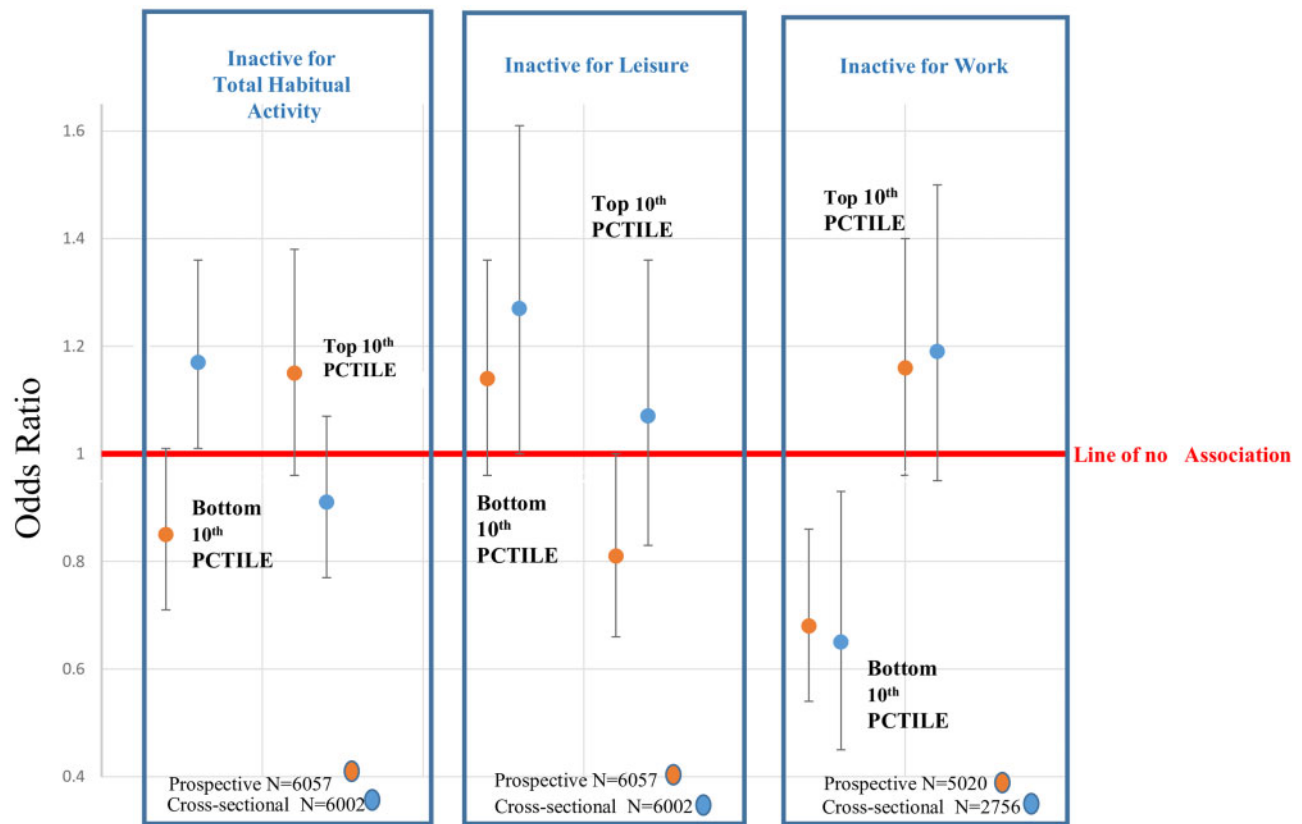 Inactive for
Total Habitual
Activity
Inactive for Leisure
Inactive for Work
1.6
1.4
1.2
1
0.8
0.6
0.4
Odds Ratio
Top 10th
PCTILE
Bottom
10th
PCTILE
Top 10th
PCTILE
Bottom
10th
PCTILE
Top 10th
PCTILE
Bottom
10th
PCTILE
Line of no Association
Prospective N=6057
Cross-sectional N=6002
Prospective N=6057
Cross-sectional N=6002
Prospective N=5020
Cross-sectional N=2756